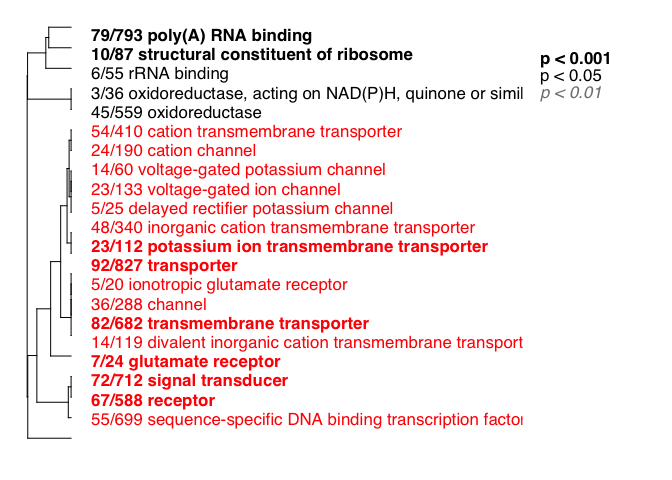 79/793 poly(A) RNA binding
10/87 structural constituent of ribosome
6/55 rRNA binding
3/36 oxidoreductase, acting on NAD(P)H, quinone or simil
45/559 oxidoreductase
54/410 cation transmembrane transporter
24/190 cation channel
14/60 voltage-gated potassium channel
23/133 voltage-gated ion channel
5/25 delayed rectifier potassium channel
48/340 inorganic cation transmembrane transporter
23/112 potassium ion transmembrane transporter
92/827 transporter
5/20 ionotropic glutamate receptor
36/288 channel
82/682 transmembrane transporter
14/119 divalent inorganic cation transmembrane transport
7/24 glutamate receptor
72/712 signal transducer
67/588 receptor
55/699 sequence-specific DNA binding transcription factor
p < 0.001
p < 0.05
p < 0.01